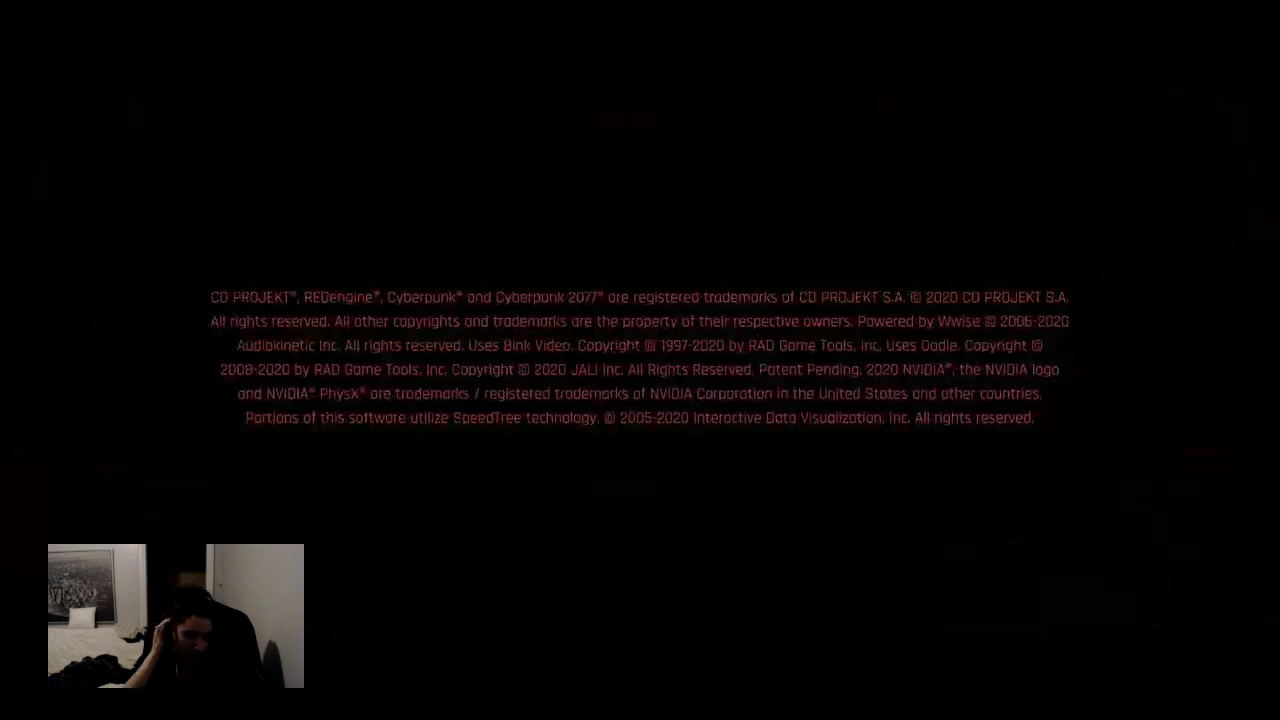 CD PROJEKT®, REDengine®, Cyberpunk® and Cyberpunk 2077® are registered trademarks of CD PROJEKT S.A. © 2020 CD PROJEKT S.A.
All rights reserved. All other copyrights and trademarks are the property of their respective owners. Powered by Wwise © 2006-2020
Audiokinetic Inc. All rights reserved. Uses Bink Video. Copyright © 1997-2020 by RAD Game Tools, Inc. Uses Oodle. Copyright ©
2008-2020 by RAD Game Tools, Inc. Copyright © 2020 JALI Inc. All Rights Reserved. Patent Pending. 2020 NVIDIA®, the NVIDIA logo
and NVIDIA® PhysX® are trademarks / registered trademarks of NVIDIA Corporation in the United States and other countries.
Portions of this software utilize SpeedTree technology. © 2005-2020 Interactive Data Visualization, Inc. All rights reserved.